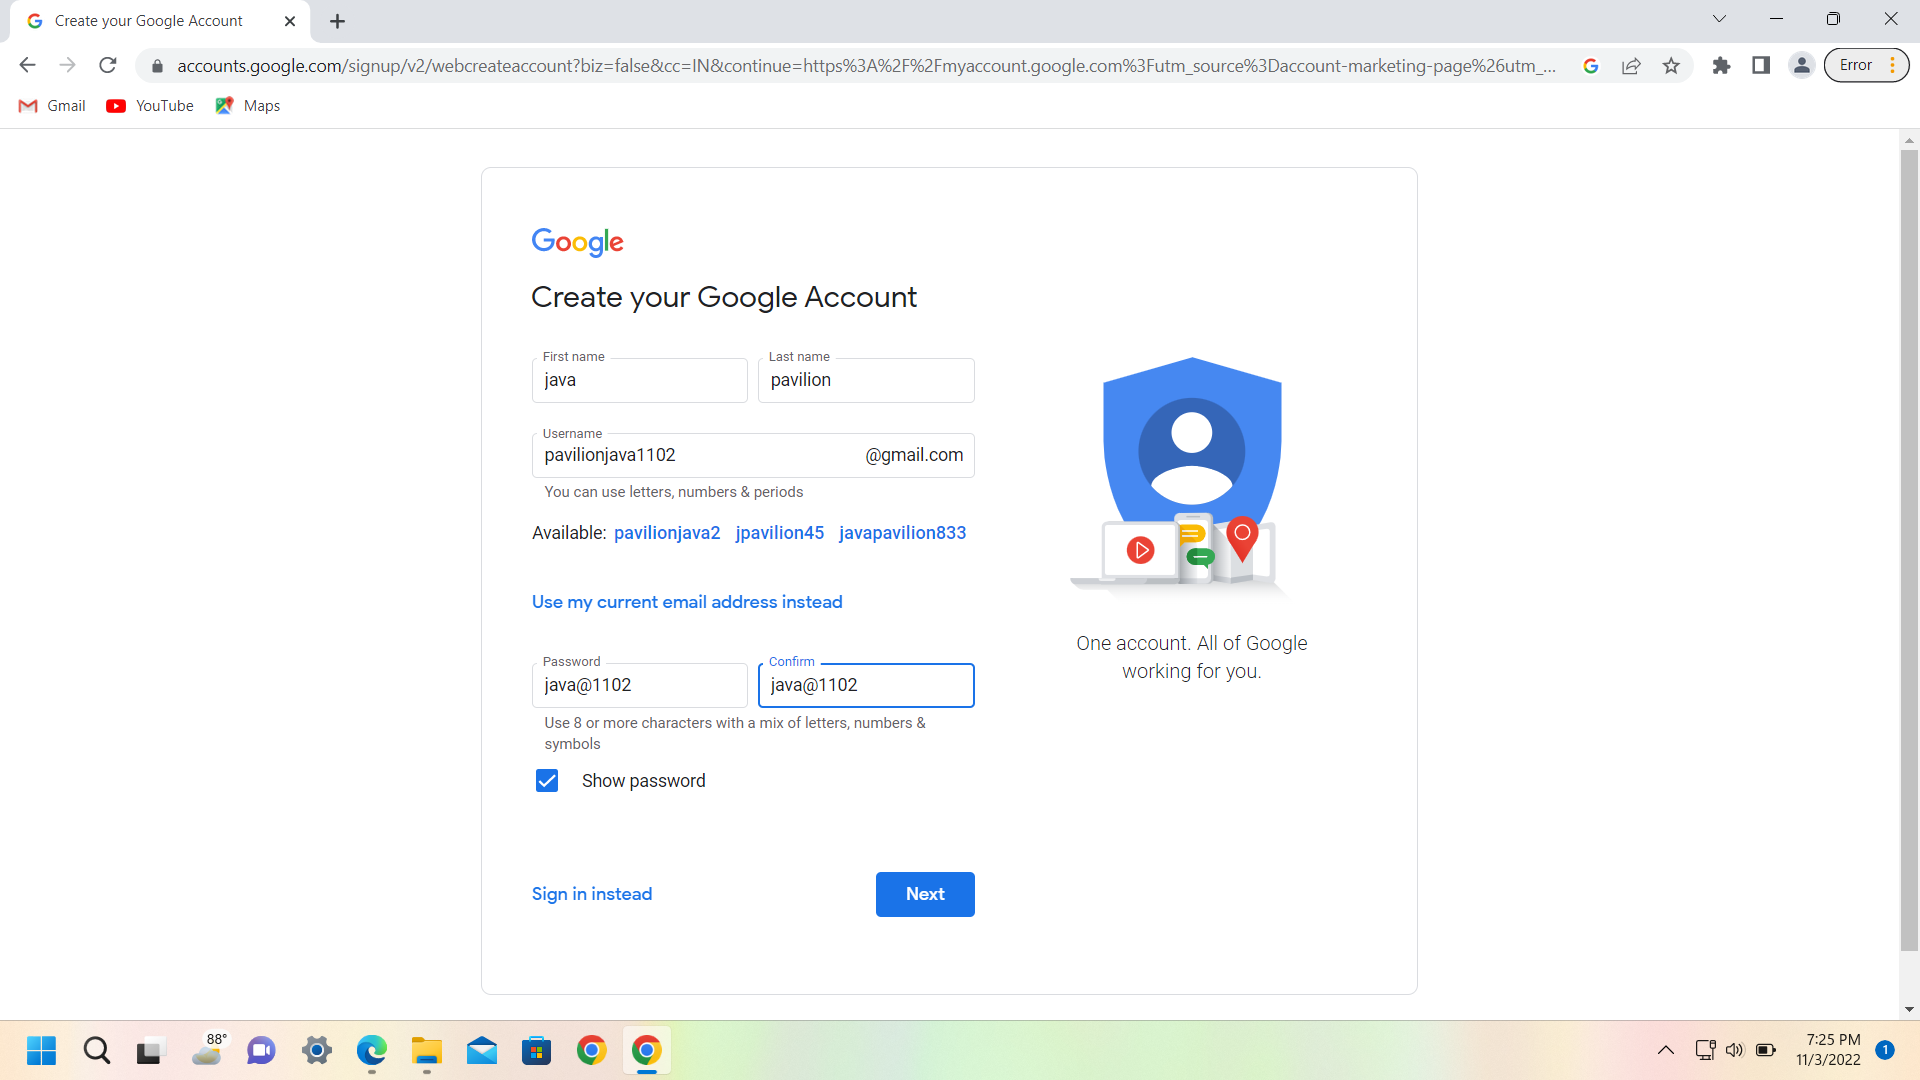 Create your Google Account
accounts.google.com/signup/v2/webcreateaccount?biz=false&cc=IN&continue=https%3A%2F%2Fmyaccount.google.com%3Futm_source%3Daccount-marketing-page%26utm_...
Error
Gmail YouTube Maps
Google
Create your Google Account
First name Last name
java pavilion
Username
pavilionjava1102 @gmail.com
You can use letters, numbers & periods
Available: pavilionjava2 jpavilion45 javapavilion833
Use my current email address instead
Password Confirm
java@1102 java@1102
Use 8 or more characters with a mix of letters, numbers &
symbols
Show password
Sign in instead Next
One account. All of Google
working for you.
88°
7:25 PM
11/3/2022
1